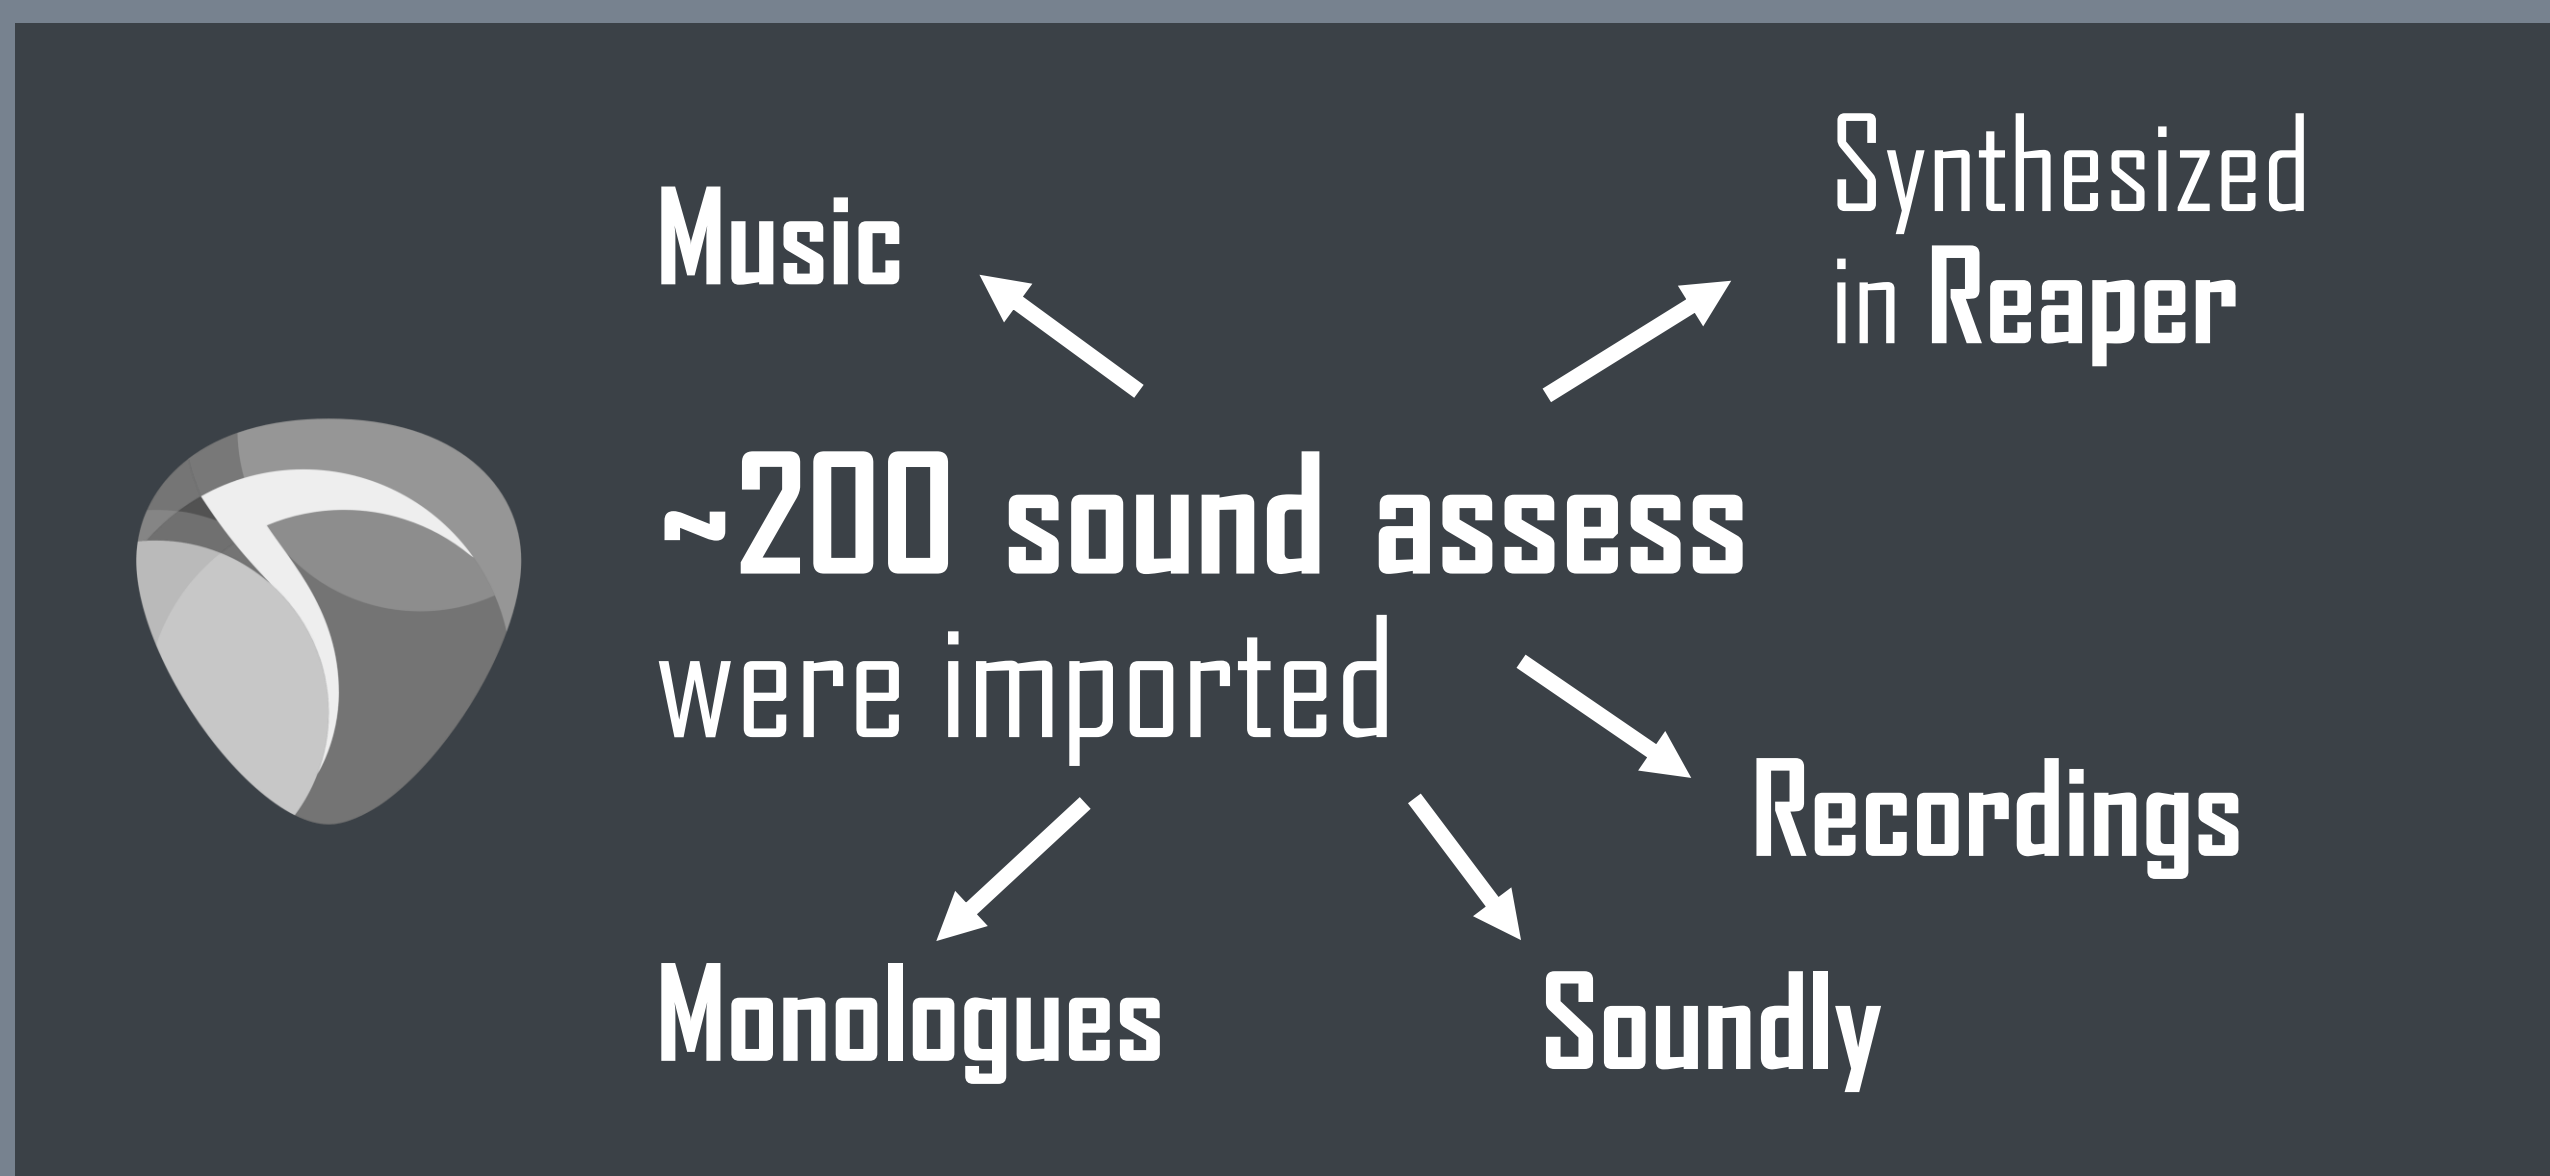 Music
Synthesized
in Reaper
~200 sound assess
were imported
Recordings
Monologues
Soundly